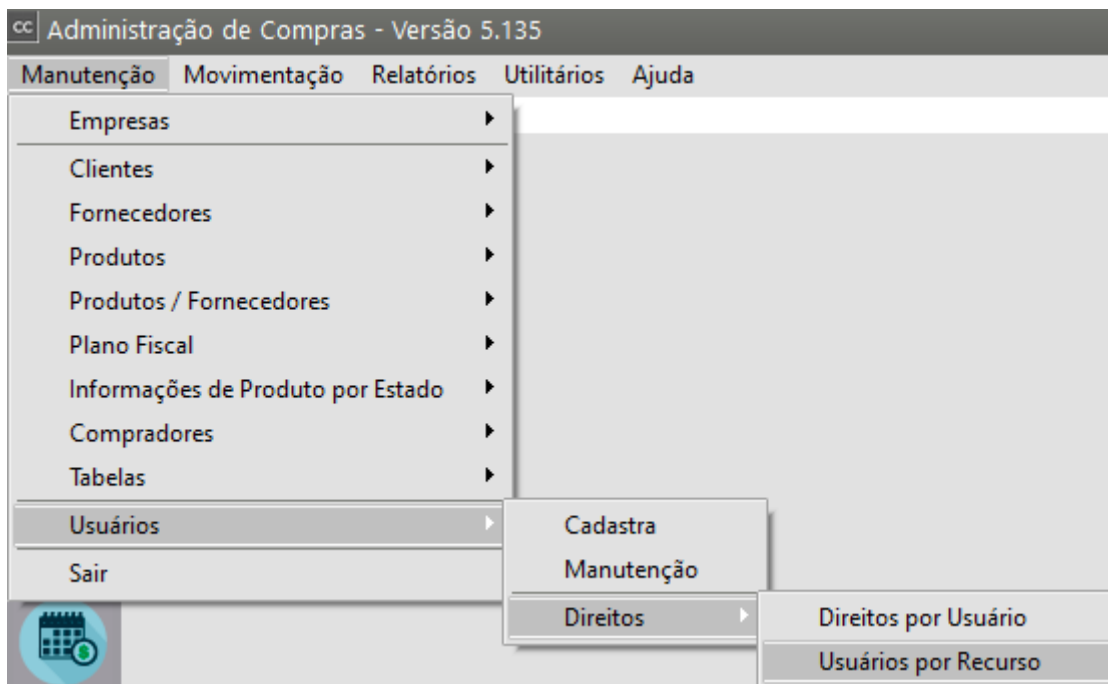 cc Administração de Compras - Versão 5.135
Manutenção Movimentação Relatórios Utilitários Ajuda
Empresas
Clientes
Fornecedores
Produtos
Produtos / Fornecedores
Plano Fiscal
Informações de Produto por Estado
Compradores
Tabelas
Usuários
Sair
Cadastra
Manutenção
Direitos
Direitos por Usuário
Usuários por Recurso